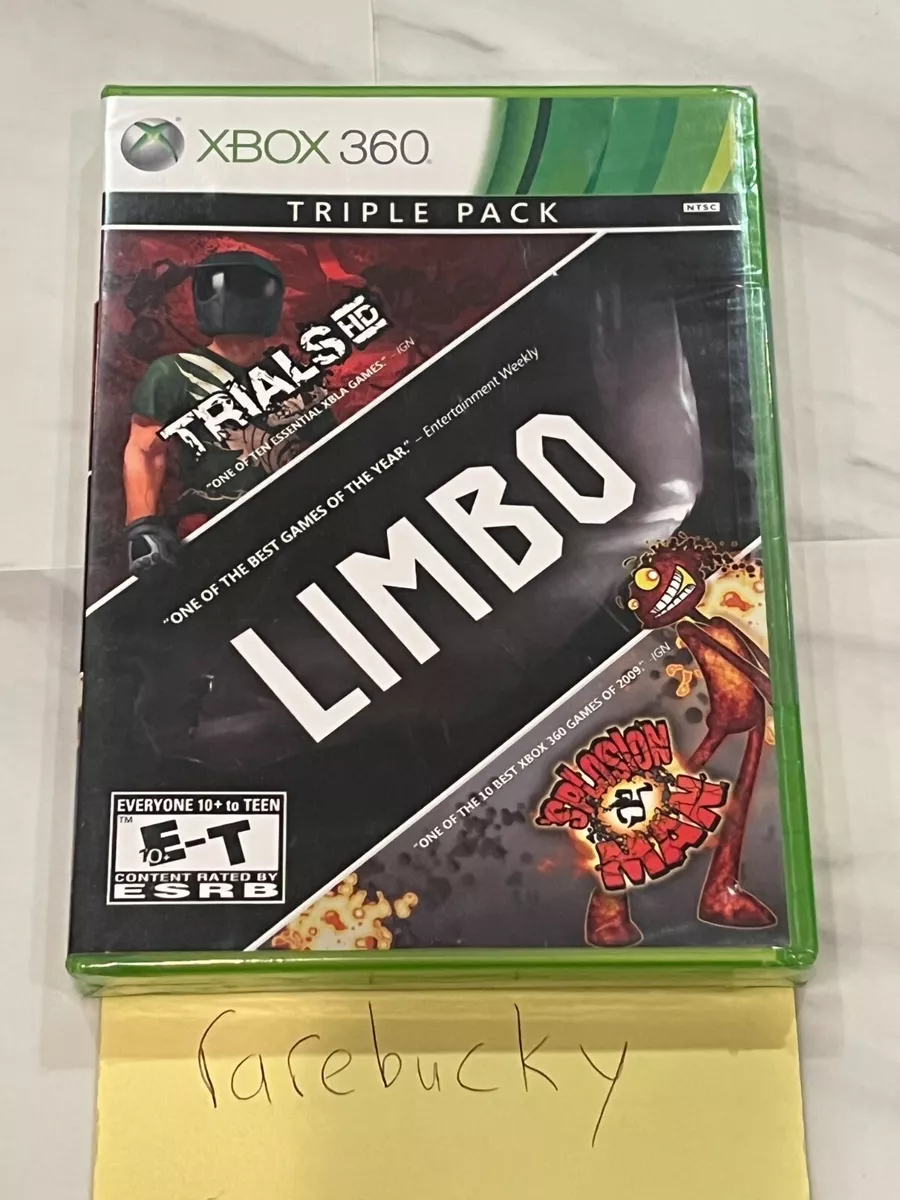 XBOX 360
TRIPLE PACK
NTSC
TRIALS HD
"ONE OF TEN ESSENTIAL XBLA GAMES." –IGN
"ONE OF THE BEST GAMES OF THE YEAR." – Entertainment Weekly
LIMBO
"ONE OF THE 10 BEST XBOX 360 GAMES OF 2009." -IGN
'SPLOSION
MAN
EVERYONE 10+ to TEEN
TM
E-T
10+
CONTENT RATED BY
ESRB
rarebucky